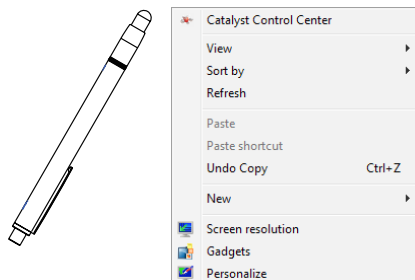 Catalyst Control Center
View
Sort by
Refresh
Paste
Paste shortcut
Undo Copy Ctrl+Z
New
Screen resolution
Gadgets
Personalize